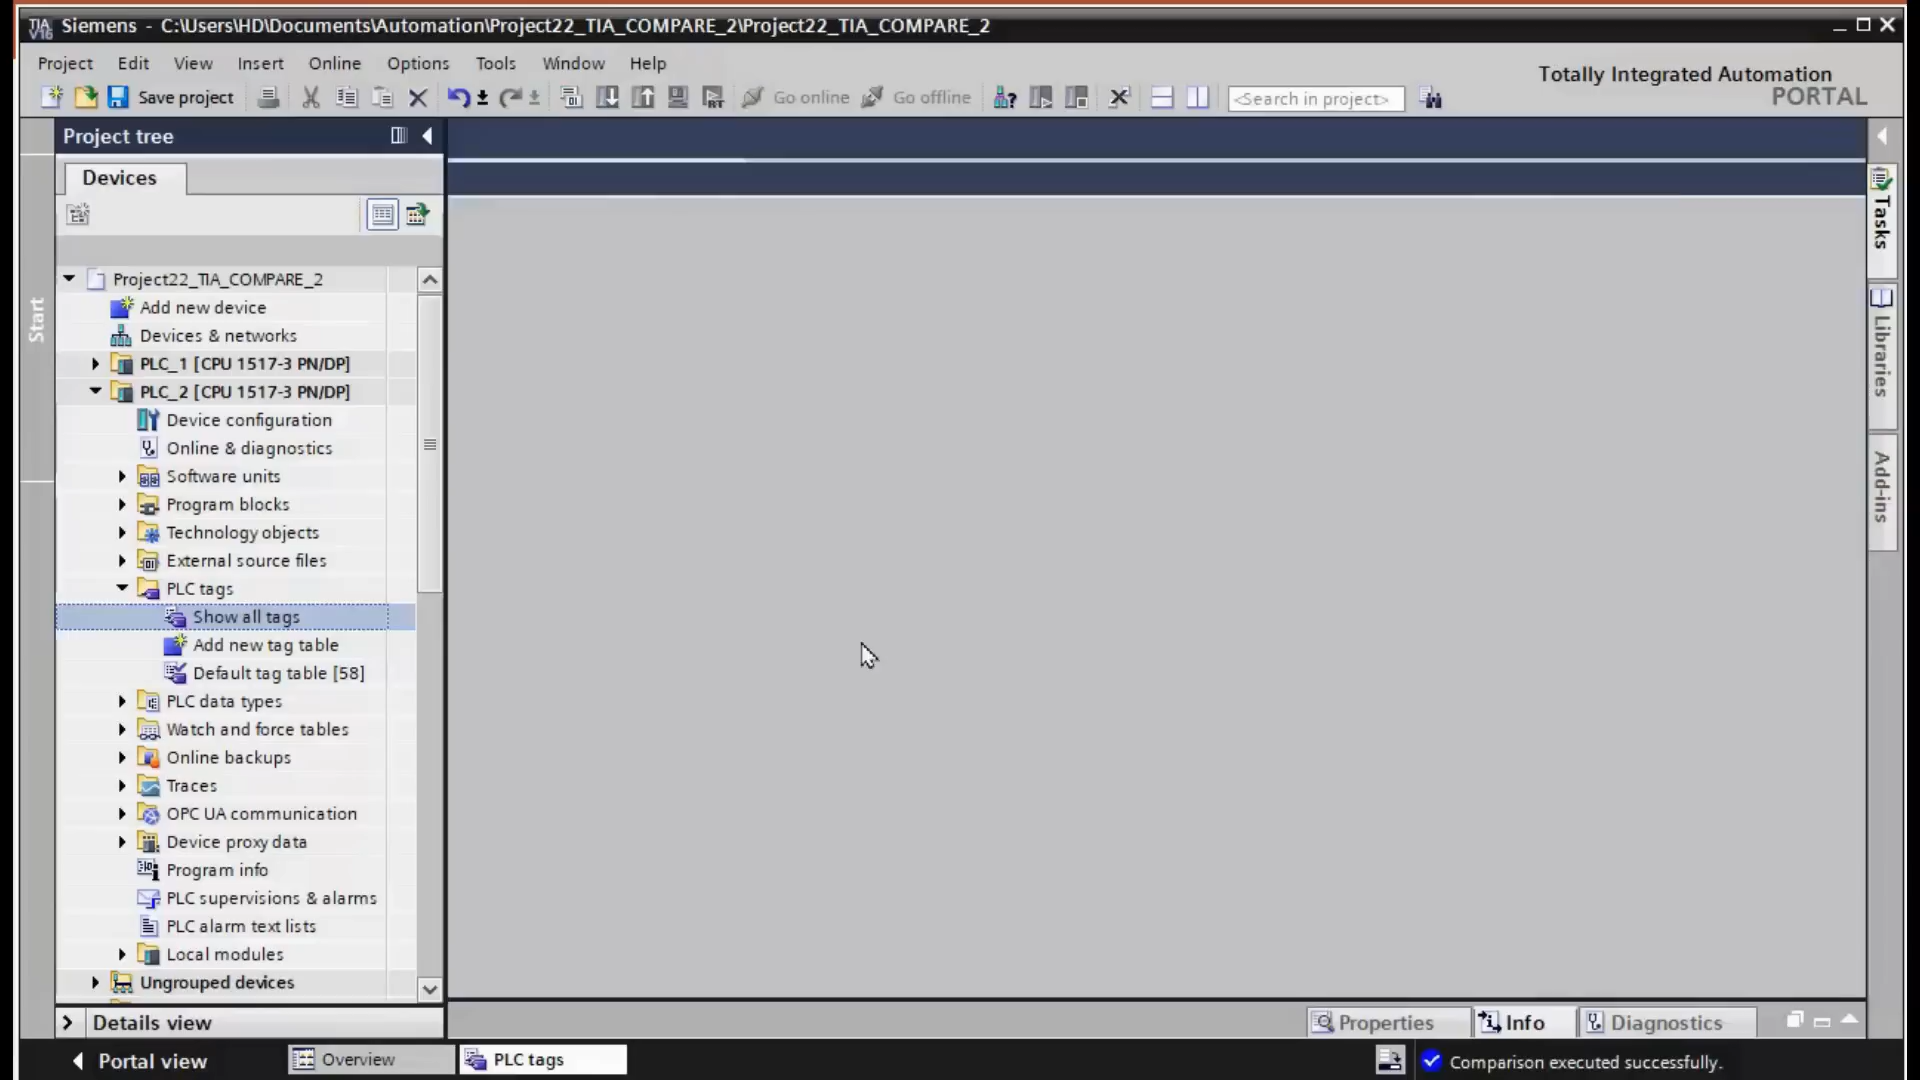 TIA V16 Siemens - C:\Users\HD\Documents\Automation\Project22_TIA_COMPARE_2\Project22_TIA_COMPARE_2
Project Edit View Insert Online Options Tools Window Help
Totally Integrated Automation
PORTAL
Save project Go online Go offline <Search in project>
Project tree
Devices
Start
Project22_TIA_COMPARE_2
Add new device
Devices & networks
PLC_1 [CPU 1517-3 PN/DP]
PLC_2 [CPU 1517-3 PN/DP]
Device configuration
Online & diagnostics
Software units
Program blocks
Technology objects
External source files
PLC tags
Show all tags
Add new tag table
Default tag table [58]
PLC data types
Watch and force tables
Online backups
Traces
OPC UA communication
Device proxy data
Program info
PLC supervisions & alarms
PLC alarm text lists
Local modules
Ungrouped devices
Details view
Tasks
Libraries
Add-ins
Properties Info Diagnostics
Portal view Overview PLC tags Comparison executed successfully.